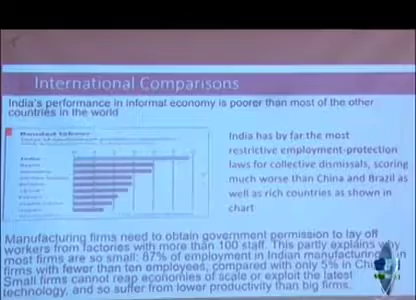 International Comparisons
India's performance in informal economy is poorer than most of the other
countries in the world
Bonded labour
India has by far the most
restrictive employment-protection
laws for collective dismissals, scoring
much worse than China and Brazil as
well as rich countries as shown in
chart
Manufacturing firms need to obtain government permission to lay off
workers from factories with more than 100 staff. This partly explains why
most firms are so small: 87% of employment in Indian manufacturing
firms with fewer than ten employees, compared with only 5% in
Small firms cannot reap economies of scale or exploit the latest
technology, and so suffer from lower productivity than big firms.